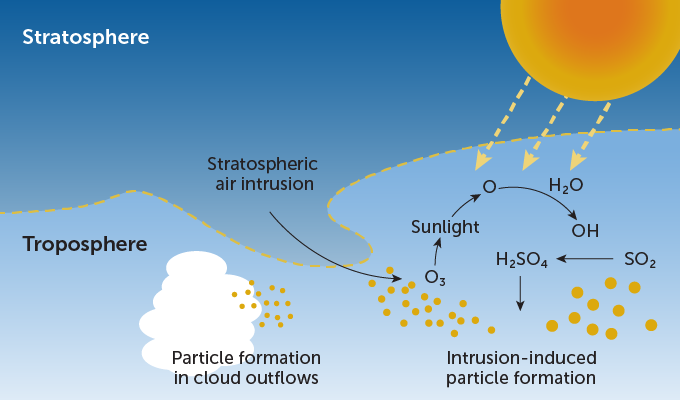 Stratosphere
Stratospheric
air intrusion
Troposphere
O H₂O
Sunlight
OH
H₂SO₄ SO₂
O₃
Particle formation
in cloud outflows
Intrusion-induced
particle formation